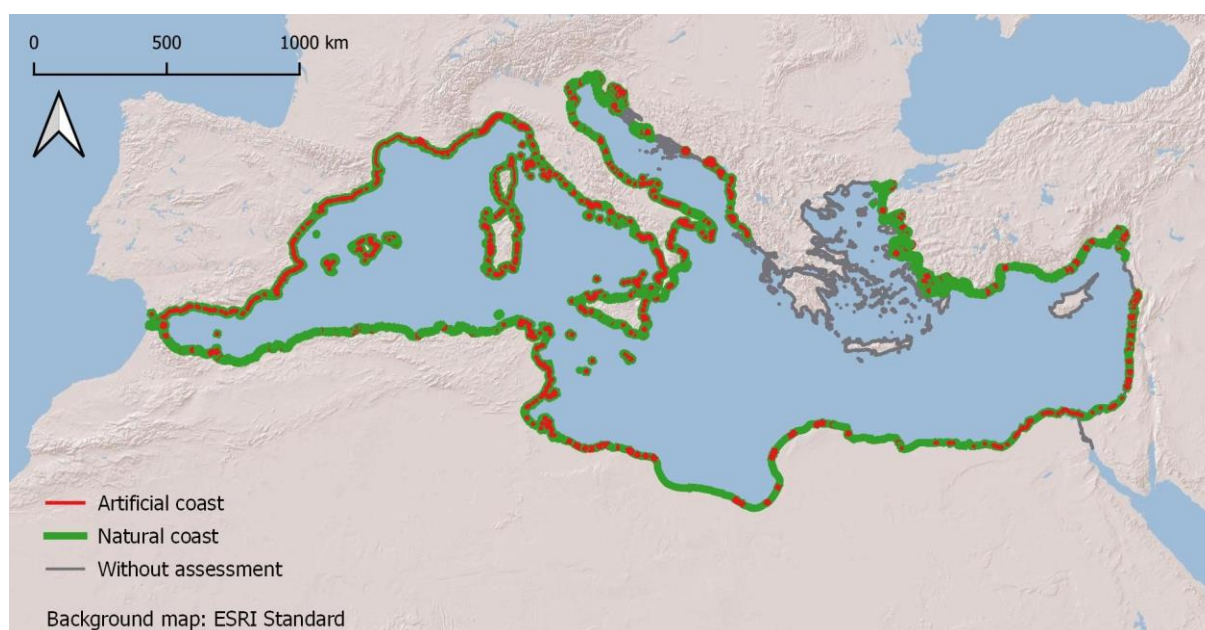 0 500 1000 km
Artificial coast
Natural coast
Without assessment
Background map: ESRI Standard